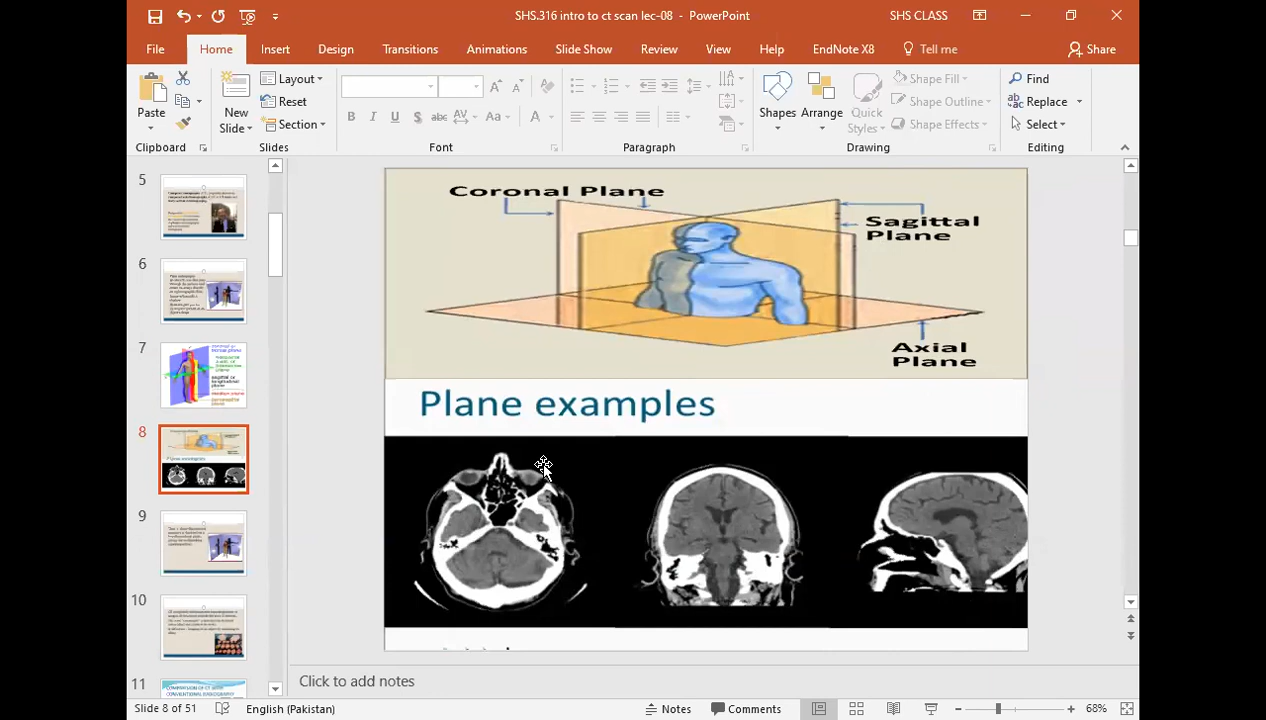 SHS.316 intro to ct scan lec-08 - PowerPoint
SHS CLASS
File
Home
Insert
Design
Transitions
Animations
Slide Show
Review
View
Help
EndNote X8
Tell me
Share
Paste
New
Slide
Layout
Reset
Section
Shapes
Arrange
Quick
Styles
Shape Fill
Shape Outline
Shape Effects
Find
Replace
Select
Clipboard
Slides
Font
Paragraph
Drawing
Editing
5
6
7
8
9
10
11
Coronal Plane
Sagittal
Plane
Axial
Plane
Plane examples
Click to add notes
Slide 8 of 51
English (Pakistan)
Notes
Comments
68%